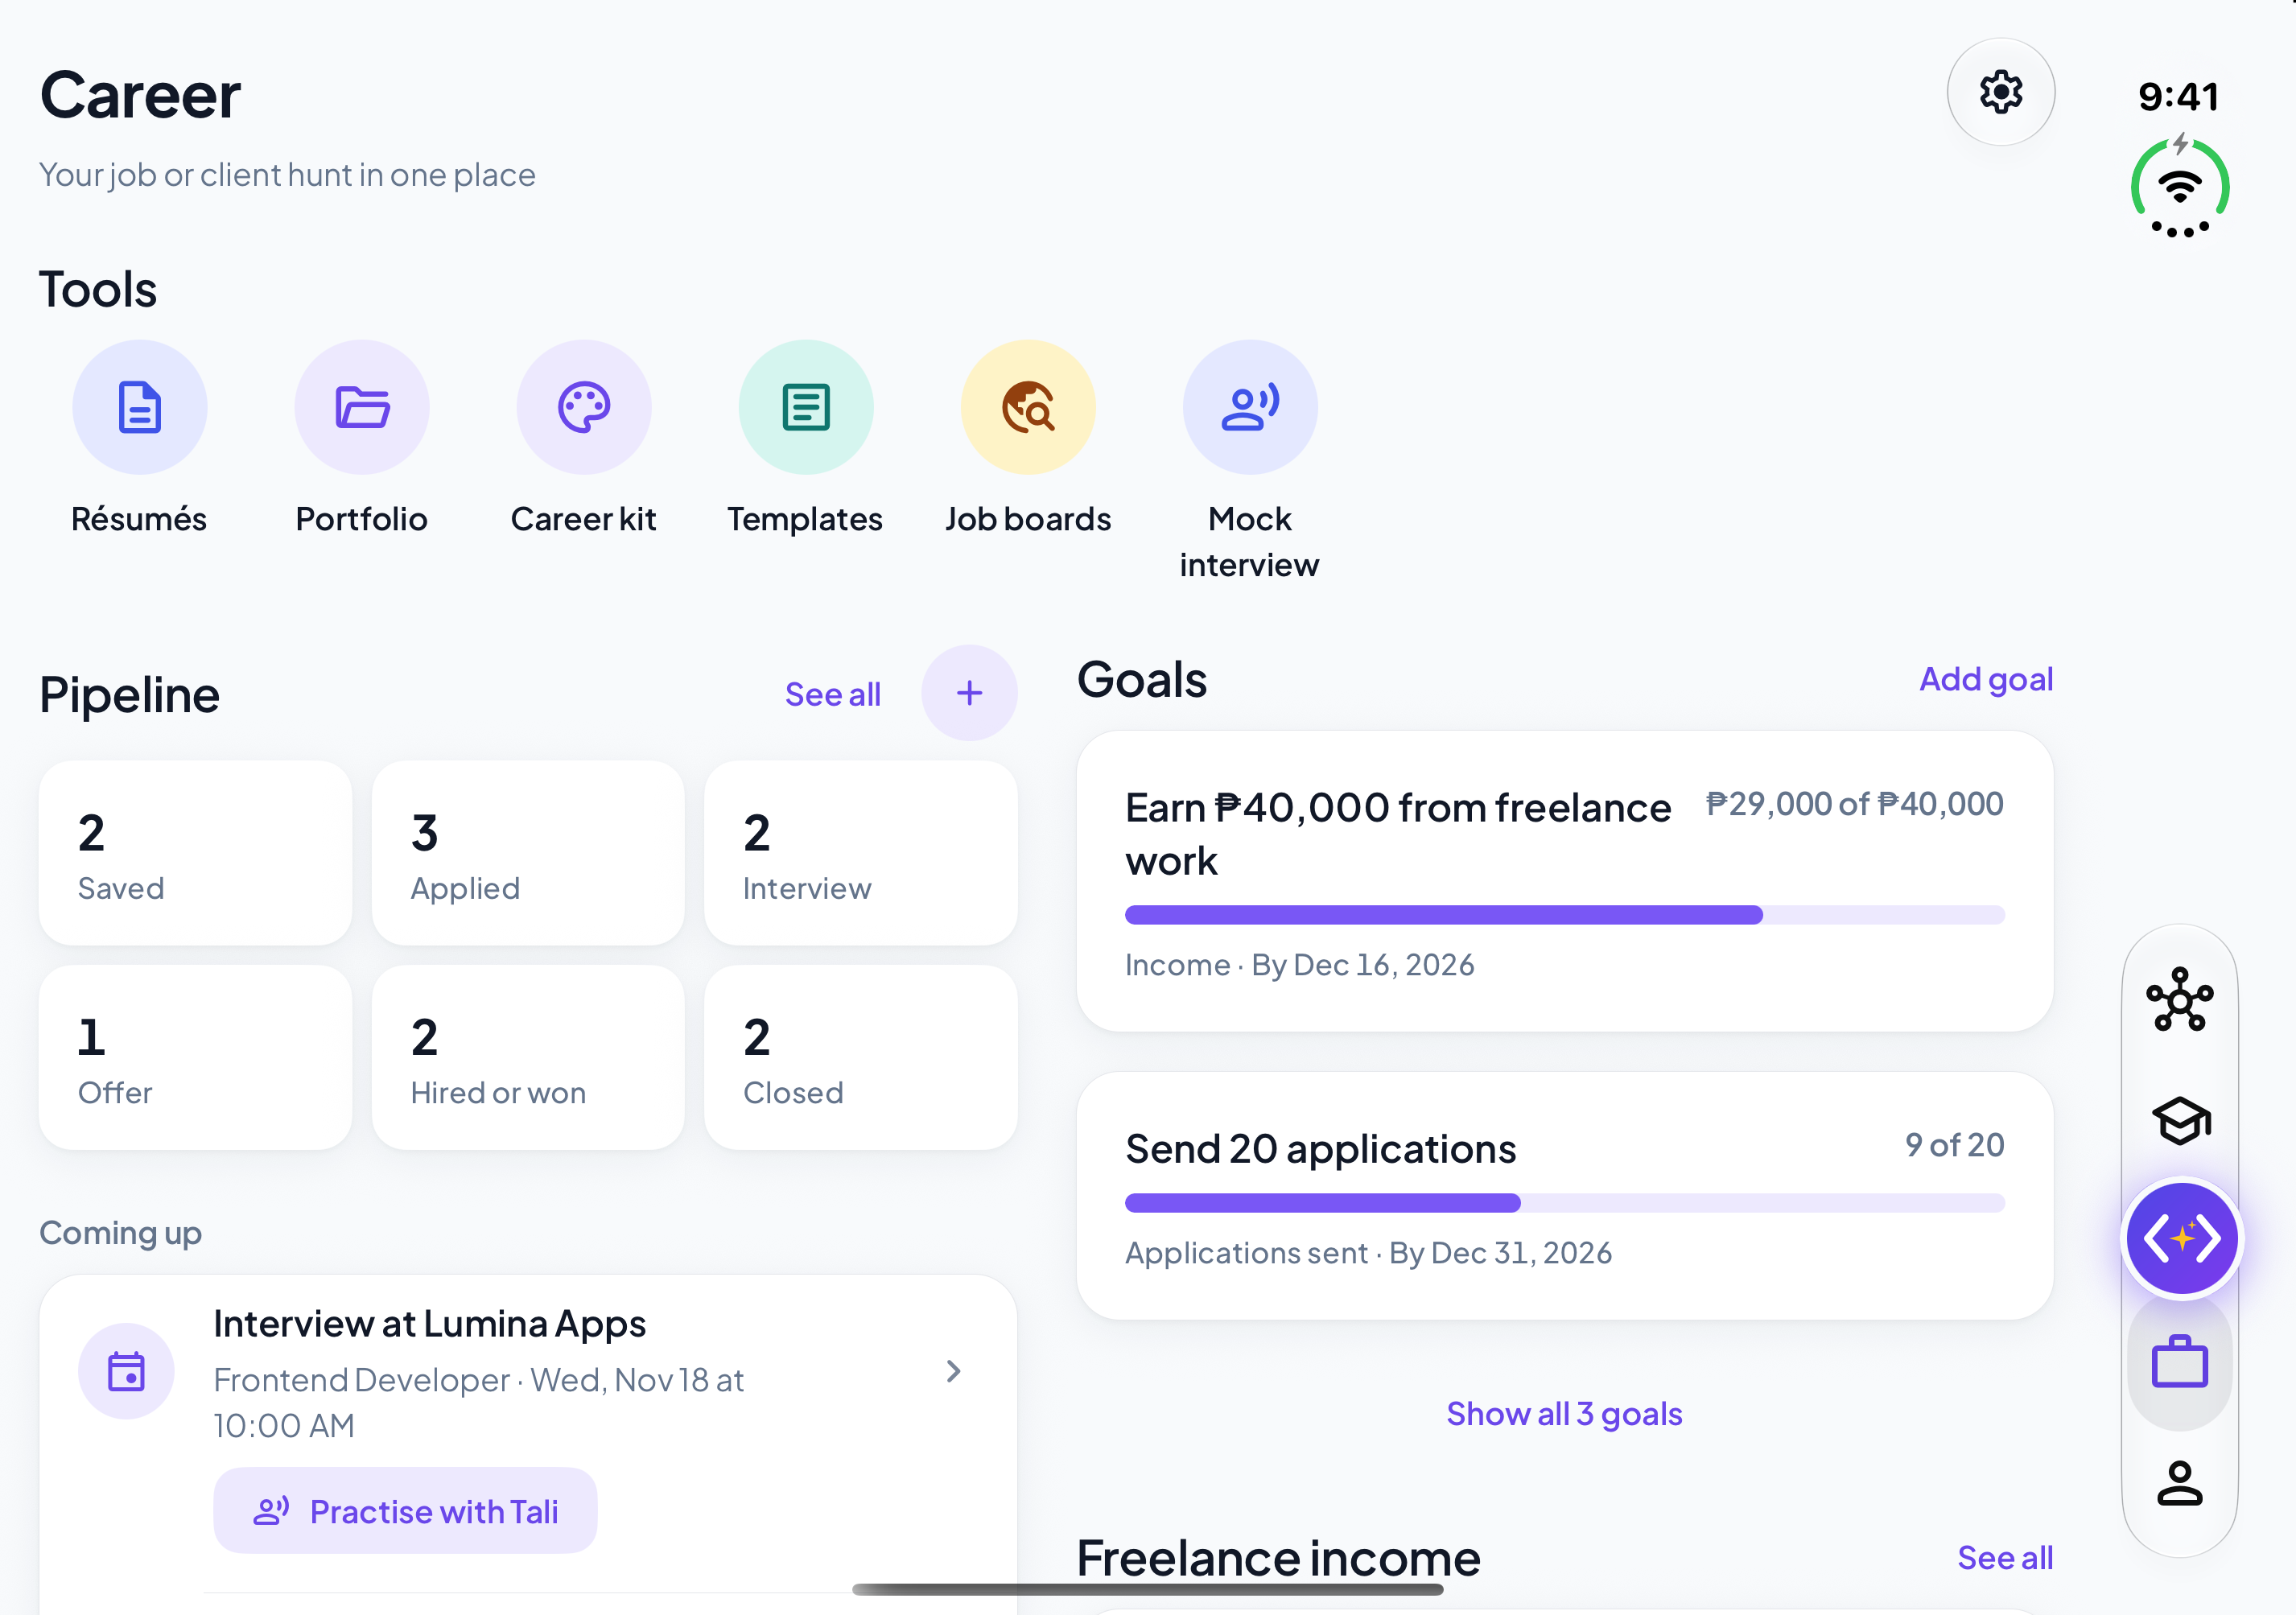 Career
9:41
Your job or client hunt in one place
Tools
Résumés
Portfolio
Career kit
Templates
Job boards
Mock
interview
Pipeline
See all
2
Saved
3
Applied
2
Interview
1
Offer
2
Hired or won
2
Closed
Coming up
Interview at Lumina Apps
Frontend Developer · Wed, Nov 18 at
10:00 AM
Practise with Tali
Goals
Add goal
Earn ₱40,000 from freelance
work
₱29,000 of ₱40,000
Income · By Dec 16, 2026
Send 20 applications
9 of 20
Applications sent · By Dec 31, 2026
Show all 3 goals
Freelance income
See all